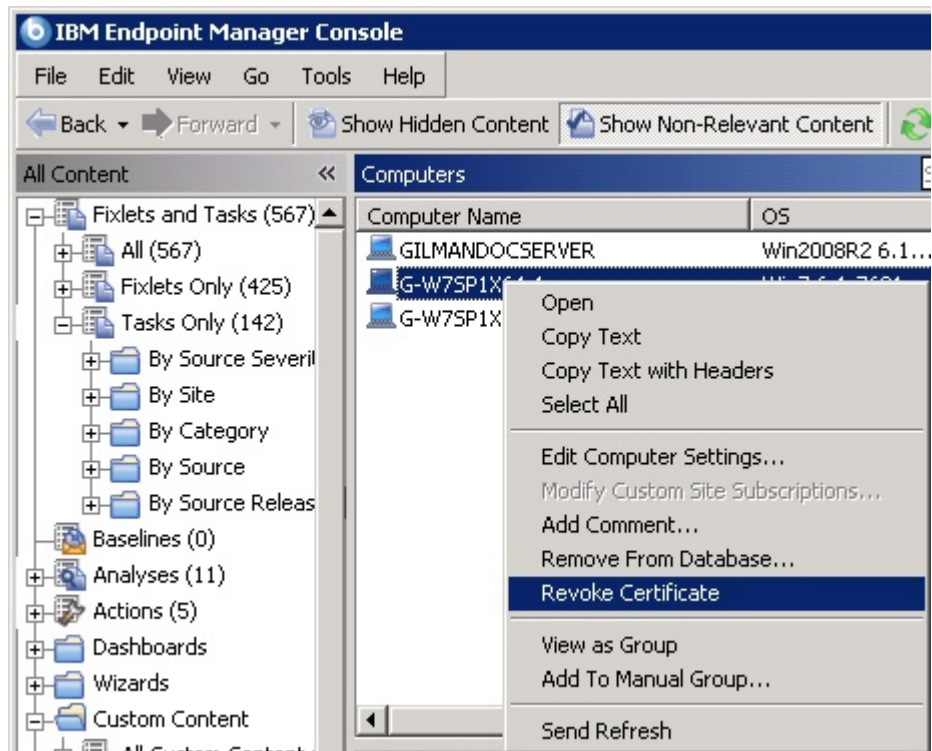 IBM Endpoint Manager Console
File Edit View Go Tools Help
Back Forward Show Hidden Content Show Non-Relevant Content
All Content
Fixlets and Tasks (567)
All (567)
Fixlets Only (425)
Tasks Only (142)
By Source Severi
By Site
By Category
By Source
By Source Releas
Baselines (0)
Analyses (11)
Actions (5)
Dashboards
Wizards
Custom Content
Computers
Computer Name OS
GILMANDOCSERVER Win2008R2 6.1...
G-W7SP1X
G-W7SP1X
Open
Copy Text
Copy Text with Headers
Select All
Edit Computer Settings...
Modify Custom Site Subscriptions...
Add Comment...
Remove From Database...
Revoke Certificate
View as Group
Add To Manual Group...
Send Refresh